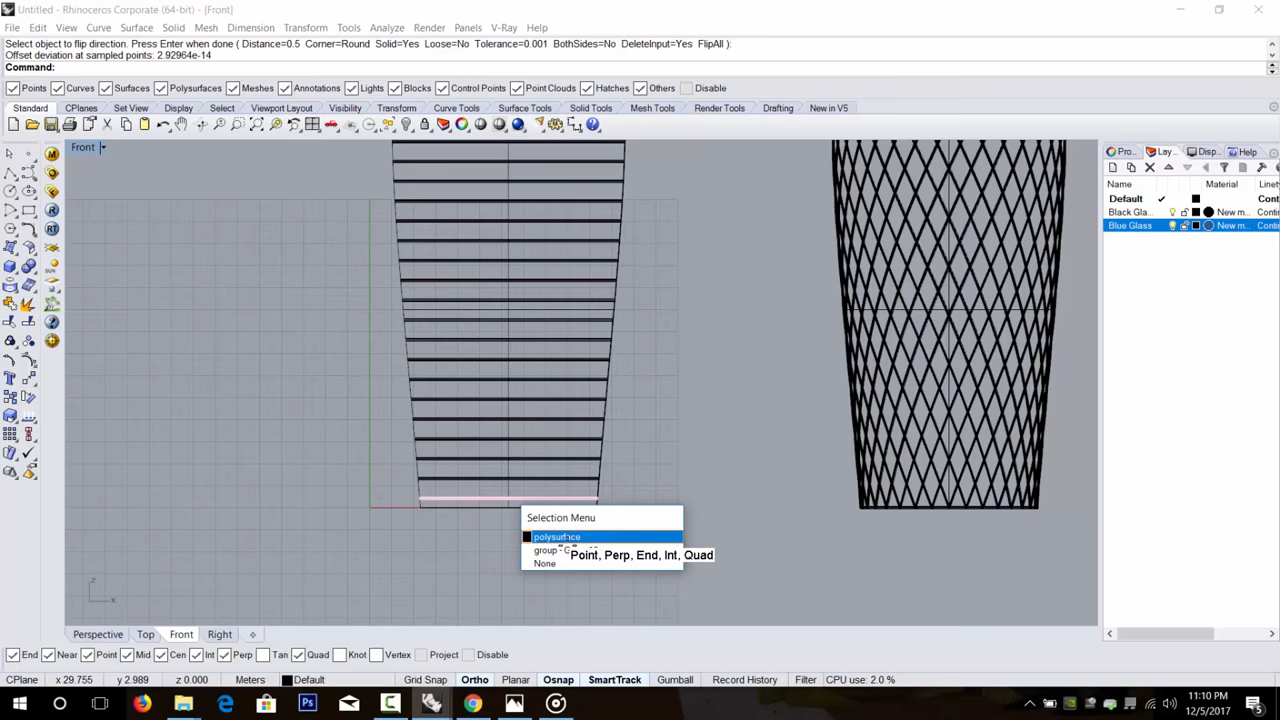 Untitled - Rhinoceros Corporate (64-bit) - [Front]
File Edit View Curve Surface Solid Mesh Dimension Transform Tools Analyze Render Panels V-Ray Help
Select object to flip direction. Press Enter when done ( Distance=0.5 Corner=Round Solid=Yes Loose=No Tolerance=0.001 BothSides=No DeleteInput=Yes FlipAll ):
Offset deviation at sampled points: 2.92964e-14
Command:
Points Curves Surfaces Polysurfaces Meshes Annotations Lights Blocks Control Points Point Clouds Hatches Others Disable
Standard CPlanes Set View Display Select Viewport Layout Visibility Transform Curve Tools Surface Tools Solid Tools Mesh Tools Render Tools Drafting New in V5
Front
Pro... Lay... Disp... Help
Name Material Linety
Default Cont
Black Gla... New m... Conti
Blue Glass New m... Conti
Selection Menu
polysurface
group - G
Point, Perp, End, Int, Quad
None
z
x
Perspective Top Front Right
End Near Point Mid Cen Int Perp Tan Quad Knot Vertex Project Disable
CPlane x 29.755 y 2.989 z 0.000 Meters Default Grid Snap Ortho Planar Osnap SmartTrack Gumball Record History Filter CPU use: 2.0 %
11:10 PM
12/5/2017